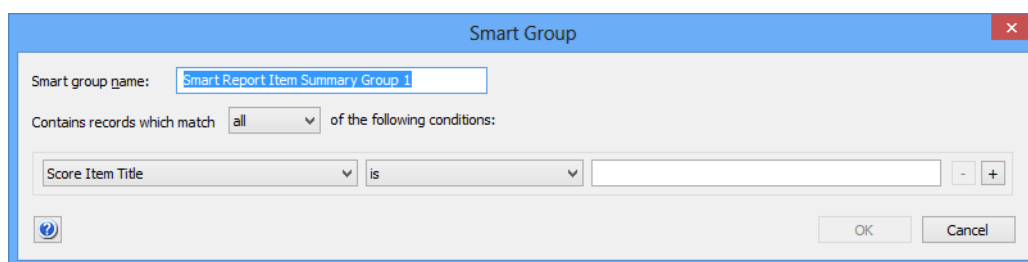 Smart Group
Smart group name: Smart Report Item Summary Group 1
Contains records which match all of the following conditions:
Score Item Title is - +
? OK Cancel